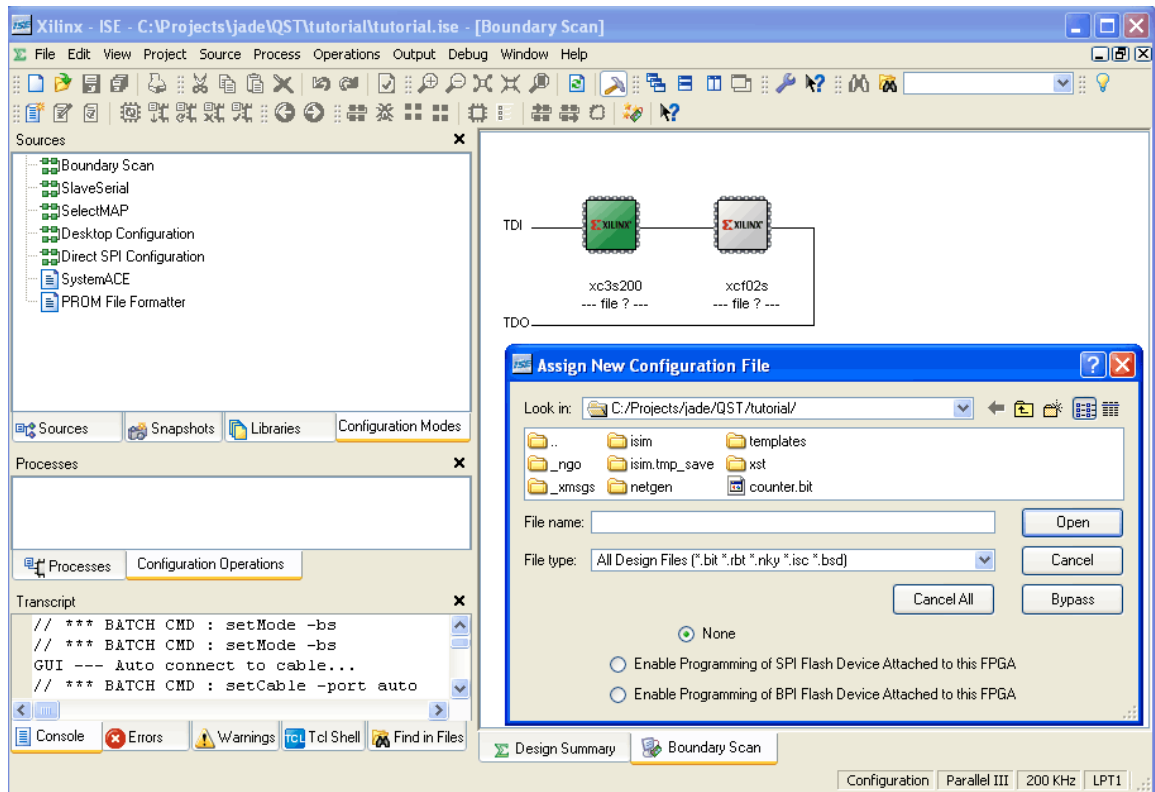 Xilinx - ISE - C:\Projects\jade\QST\tutorial\tutorial.ise - [Boundary Scan]
File Edit View Project Source Process Operations Output Debug Window Help
Sources
Boundary Scan
SlaveSerial
SelectMAP
Desktop Configuration
Direct SPI Configuration
SystemACE
PROM File Formatter
Sources Snapshots Libraries Configuration Modes
Processes
Processes Configuration Operations
Transcript
// *** BATCH CMD : setMode -bs
// *** BATCH CMD : setMode -bs
GUI --- Auto connect to cable...
// *** BATCH CMD : setCable -port auto
Console Errors Warnings TCL Tcl Shell Find in Files
TDI XILINX XILINX
xc3s200 xcf02s
--- file ? --- --- file ? ---
TDO
ISE Assign New Configuration File
Look in: C:/Projects/jade/QST/tutorial/
.. isim templates
_ngo isim.tmp_save xst
_xmsgs netgen counter.bit
File name: Open
File type: All Design Files (*.bit *.rbt *.nky *.isc *.bsd) Cancel
Cancel All Bypass
None
Enable Programming of SPI Flash Device Attached to this FPGA
Enable Programming of BPI Flash Device Attached to this FPGA
Design Summary Boundary Scan
Configuration Parallel III 200 KHz LPT1